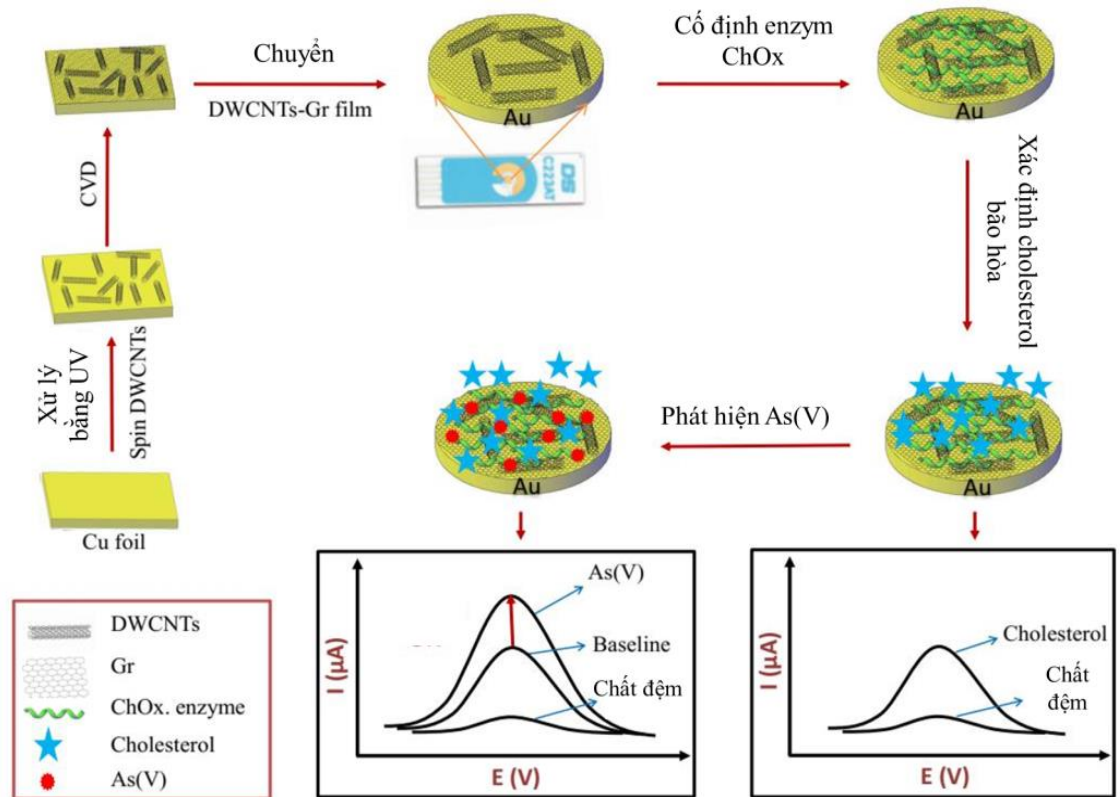 Chuyển
DWCNTs-Gr film
Cố định enzym
ChOx
Au
Au
DS
C223AT
CVD
Xác định cholesterol
bão hòa
Xử lý
bằng UV
Spin DWCNTs
Phát hiện As(V)
Au
Au
Cu foil
DWCNTs
Gr
ChOx. enzyme
Cholesterol
As(V)
I (µA)
As(V)
Baseline
Chất đệm
E (V)
I (µA)
Cholesterol
Chất
đệm
E (V)